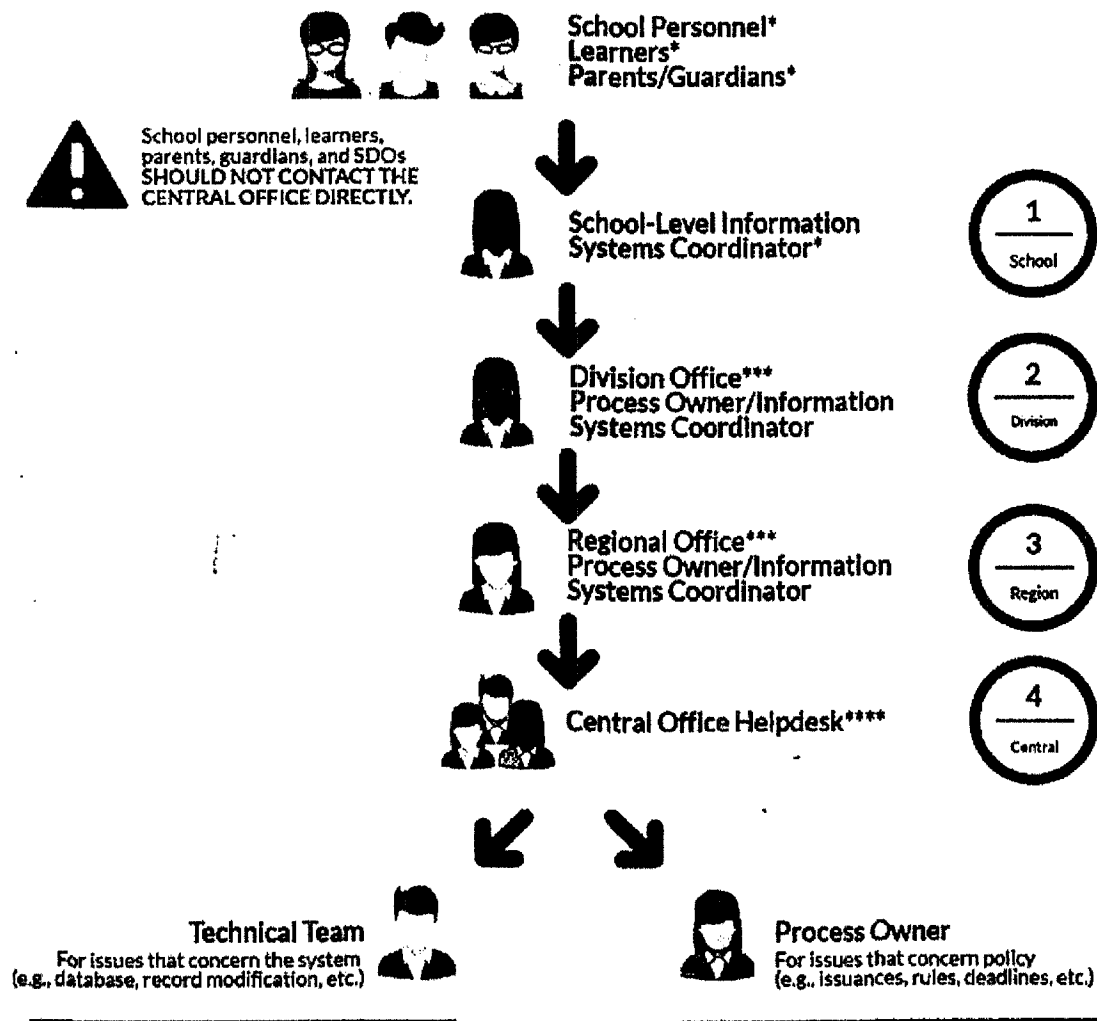 School Personnel*
Learners*
Parents/Guardians*
School personnel, learners,
parents, guardians, and SDOs
SHOULD NOT CONTACT THE
CENTRAL OFFICE DIRECTLY.
School-Level Information
Systems Coordinator*
1
School
Division Office***
Process Owner/Information
Systems Coordinator
2
Division
Regional Office***
Process Owner/Information
Systems Coordinator
3
Region
Central Office Helpdesk****
4
Central
Technical Team
For issues that concern the system
(e.g., database, record modification, etc.)
Process Owner
For issues that concern policy
(e.g., issuances, rules, deadlines, etc.)